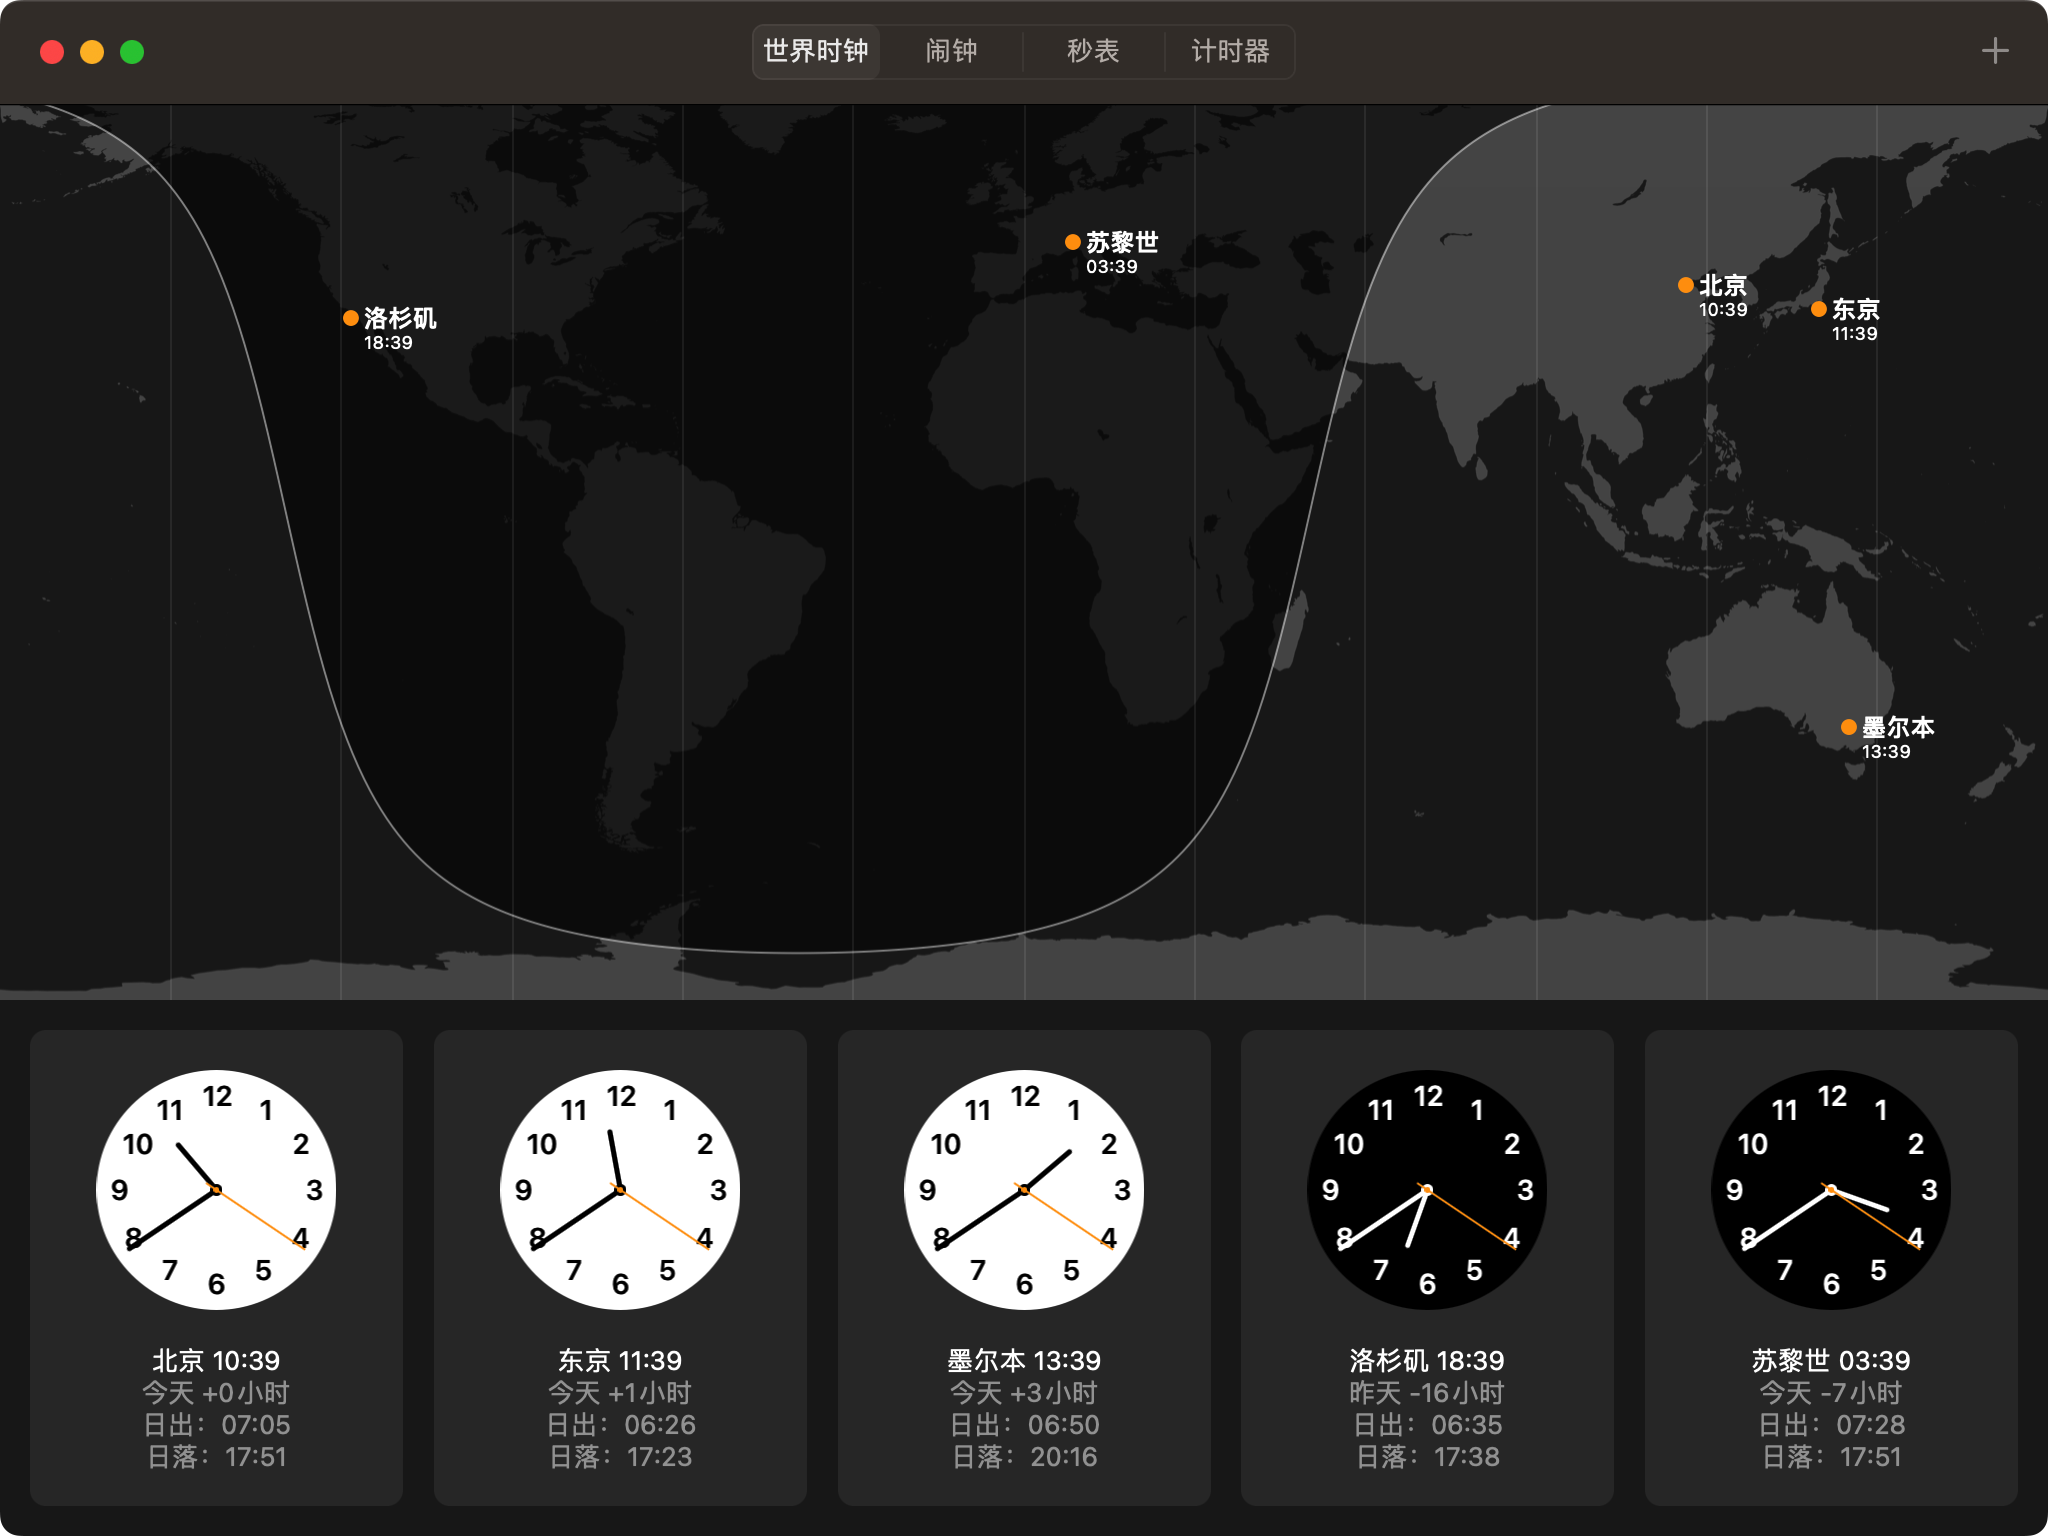 世界时钟
闹钟
秒表
计时器
苏黎世
03:39
北京
10:39
东京
11:39
洛杉矶
18:39
墨尔本
13:39
12
1
2
3
4
5
6
7
8
9
10
11
12
1
2
3
4
5
6
7
8
9
10
11
12
1
2
3
4
5
6
7
8
9
10
11
12
1
2
3
4
5
6
7
8
9
10
11
12
1
2
3
4
5
6
7
8
9
10
11
北京 10:39
今天 +0小时
日出：07:05
日落：17:51
东京 11:39
今天 +1小时
日出：06:26
日落：17:23
墨尔本 13:39
今天 +3小时
日出：06:50
日落：20:16
洛杉矶 18:39
昨天 -16小时
日出：06:35
日落：17:38
苏黎世 03:39
今天 -7小时
日出：07:28
日落：17:51